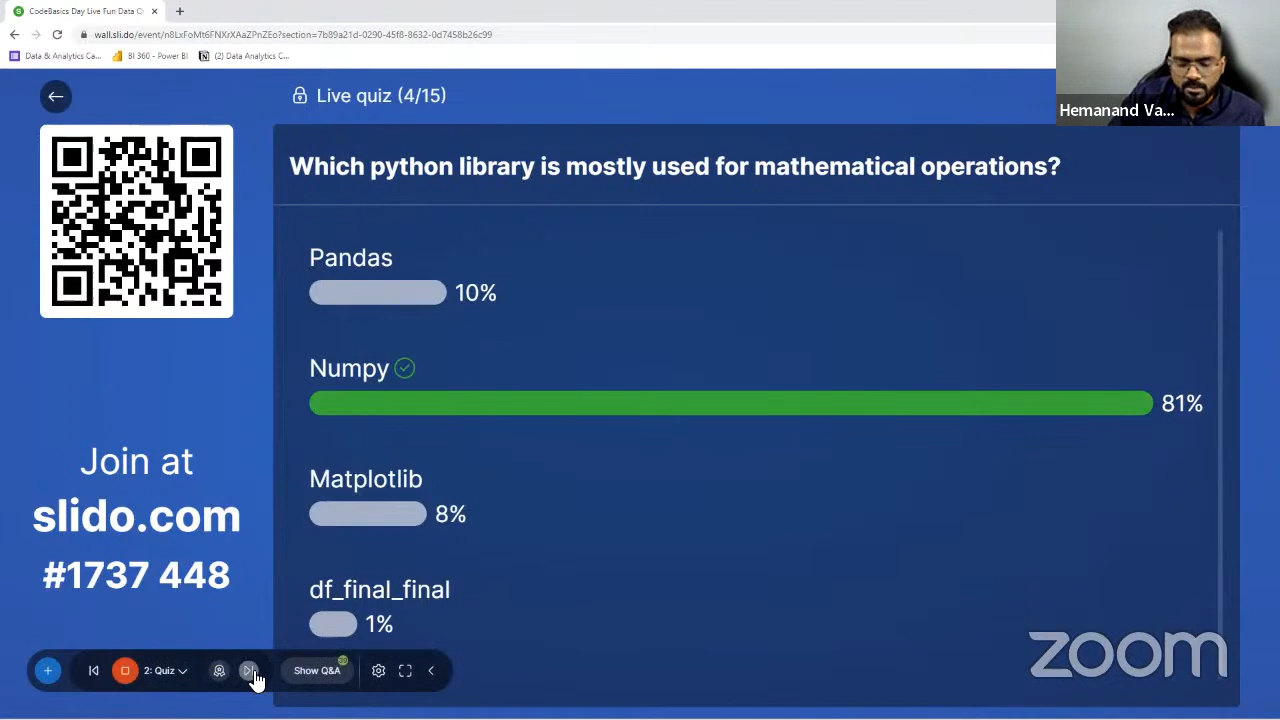 CodeBasics Day Live Fun Data Q
wall.sli.do/event/n8LxFoMt6FNXrXAaZPnZEo?section=7b89a21d-0290-45f8-8632-0d7458b26c99
Data & Analytics Ca...
BI 360 - Power BI
(2) Data Analytics C...
Hemanand Va...
Live quiz (4/15)
Which python library is mostly used for mathematical operations?
Pandas
10%
Numpy
81%
Matplotlib
8%
df_final_final
1%
Join at
slido.com
#1737 448
2: Quiz
Show Q&A
zoom